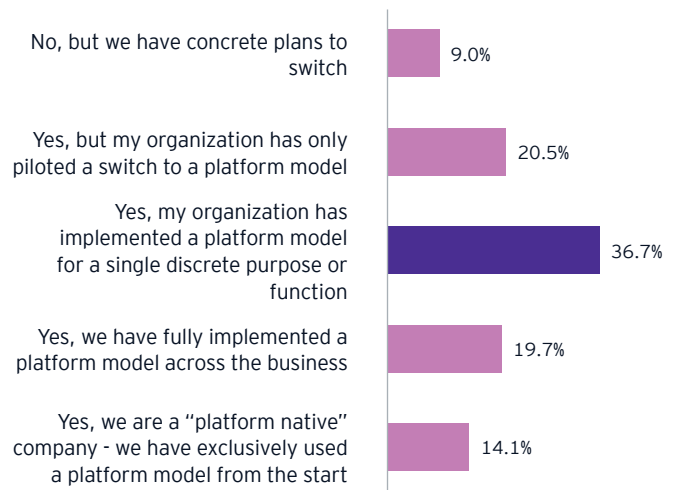 No, but we have concrete plans to
switch
9.0%
Yes, but my organization has only
piloted a switch to a platform model
20.5%
Yes, my organization has
implemented a platform model
for a single discrete purpose or
function
36.7%
Yes, we have fully implemented a
platform model across the business
19.7%
Yes, we are a “platform native”
company - we have exclusively used
a platform model from the start
14.1%